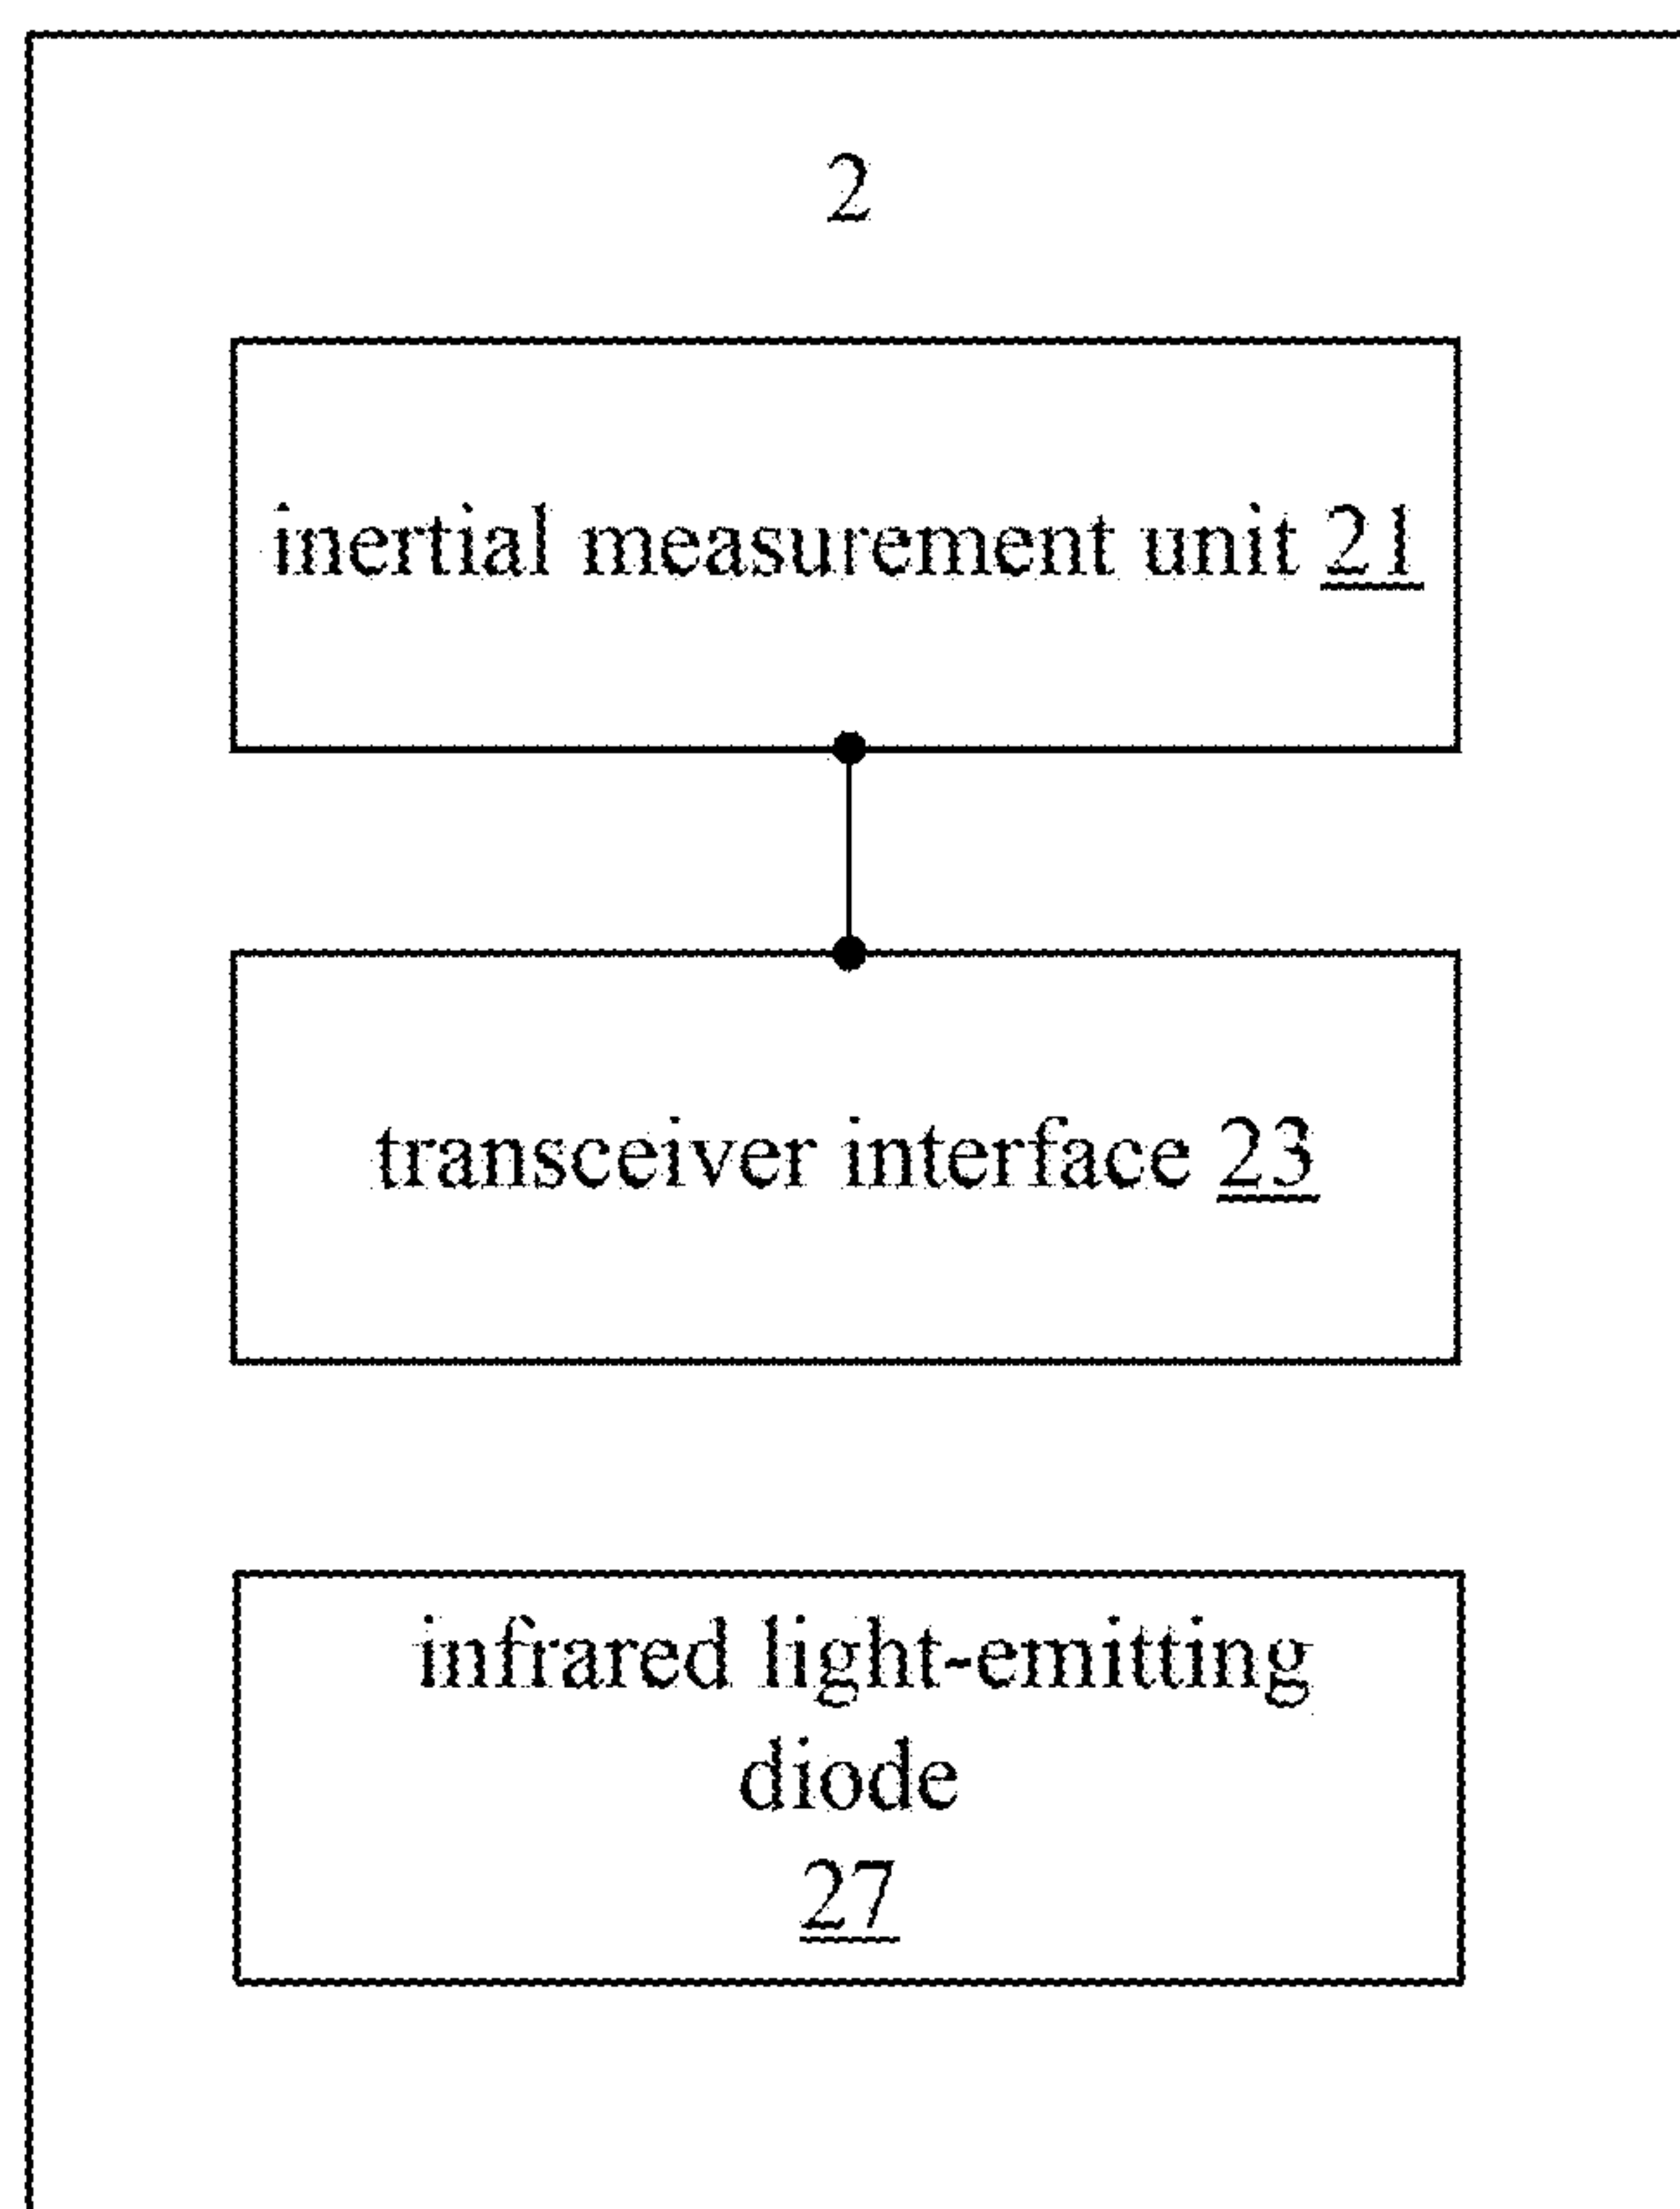 2
inertial measurement unit 21
transceiver interface 23
infrared light-emitting
diode
27